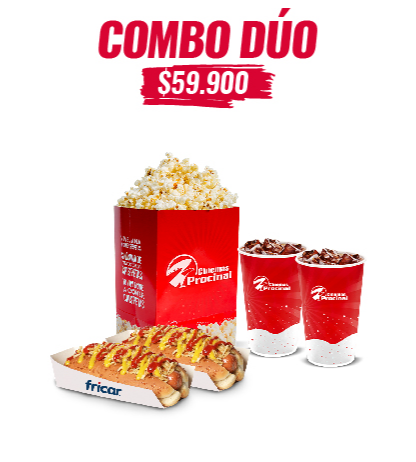 COMBO DÚO
$59.900
Cinemas
Procinal
Cinemas
Procinal
Cinemas
Procinal
fricar